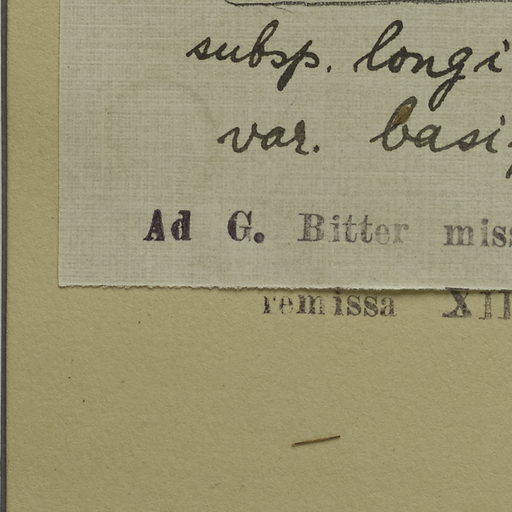 subsp. longi
var. basi
Ad G. Bitter miss
remissa XII